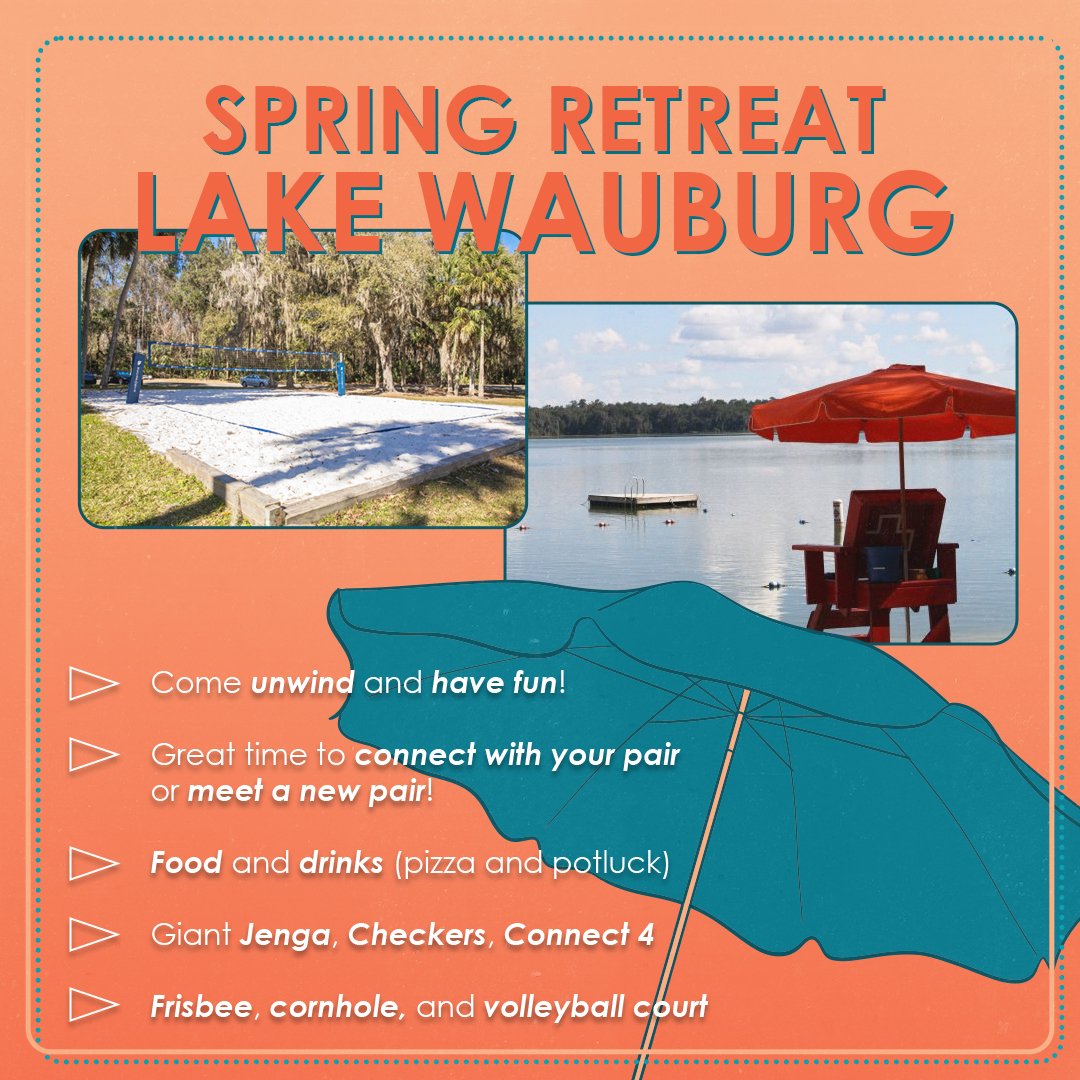 SPRING RETREAT
LAKE WAUBURG
Come unwind and have fun!
Great time to connect with your pair
or meet a new pair!
Food and drinks (pizza and potluck)
Giant Jenga, Checkers, Connect 4
Frisbee, cornhole, and volleyball court